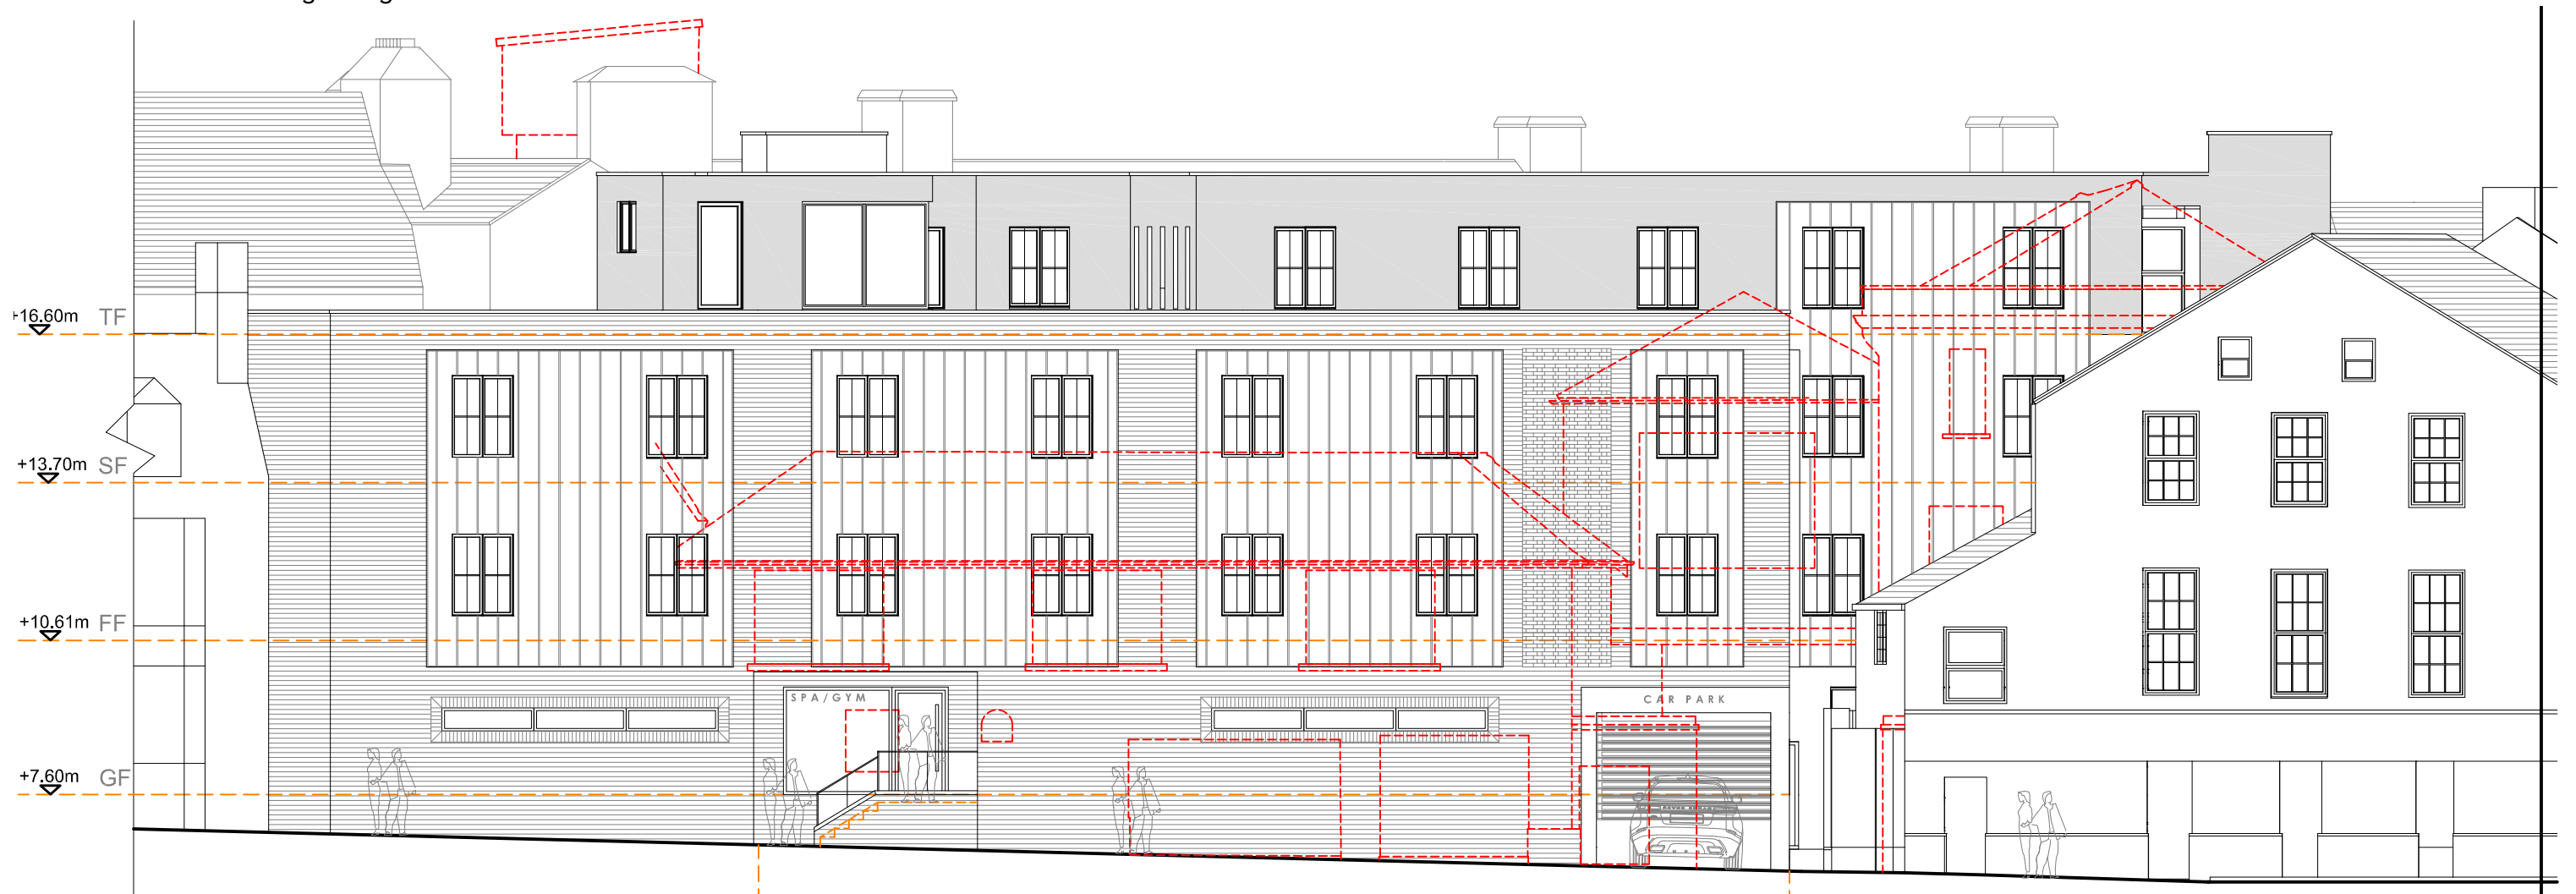 +16.60m TF
+13.70m SF
SPA/GYM
CAR PARK
+10.61m FF
+7.60m GF